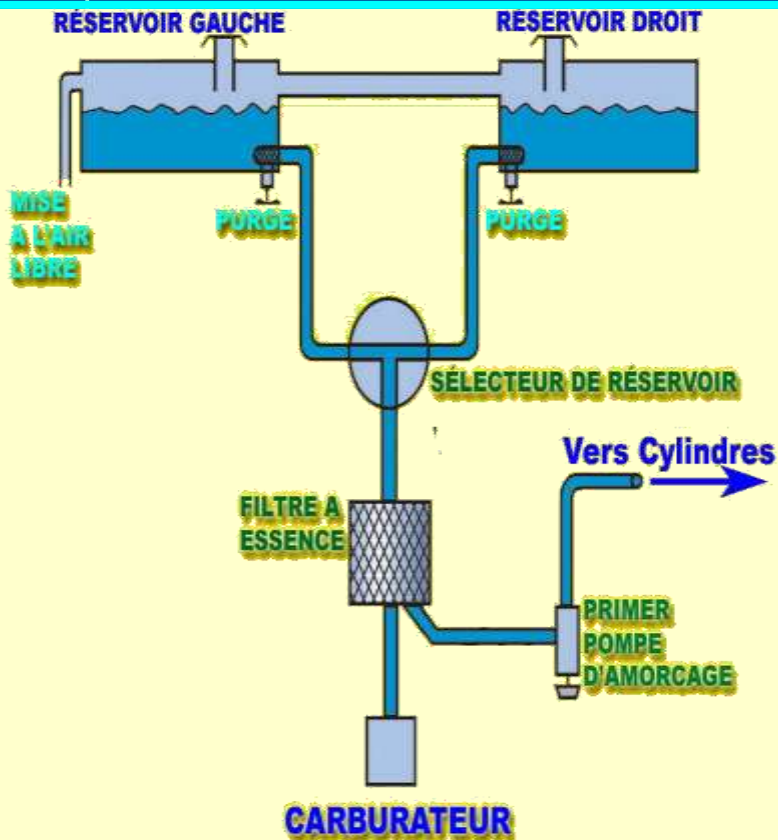 RÉSERVOIR GAUCHE
RÉSERVOIR DROIT
MISE
A L'AIR
LIBRE
PURGE
PURGE
SÉLECTEUR DE RÉSERVOIR
Vers Cylindres
FILTRE A
ESSENCE
PRIMER
POMPE
D'AMORCAGE
CARBURATEUR